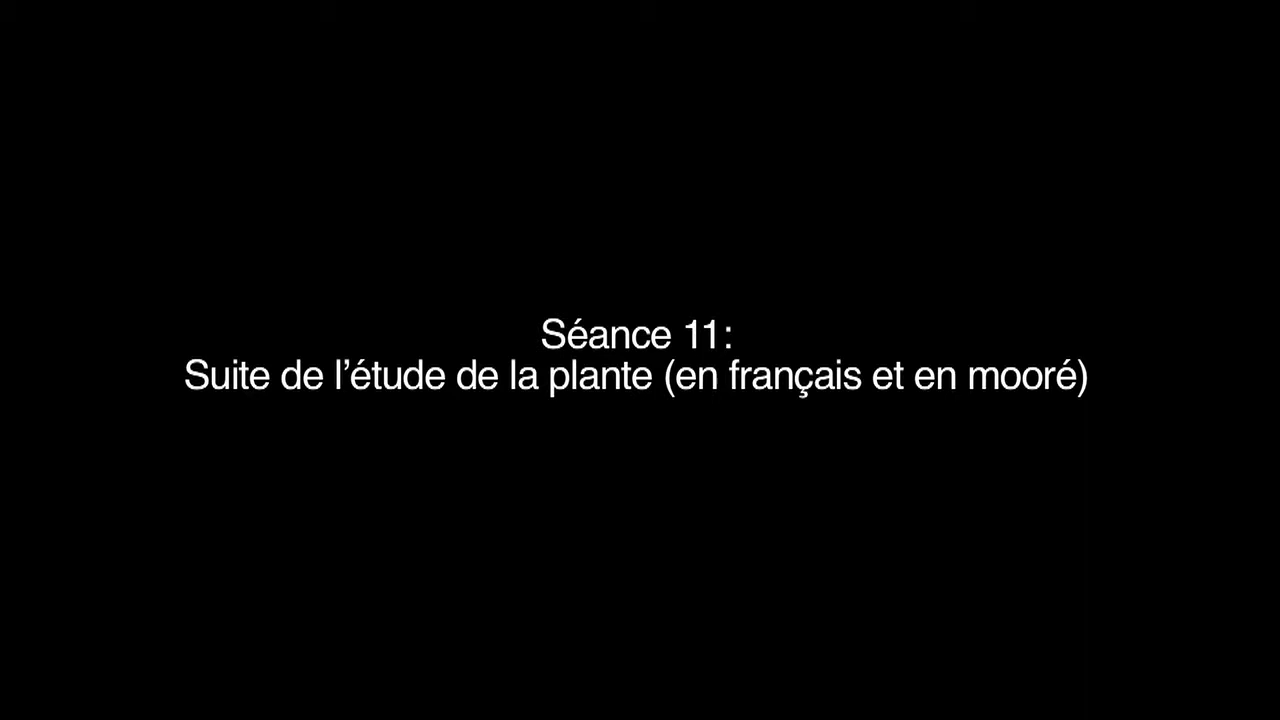 Séance 11:
Suite de l’étude de la plante (en français et en mooré)